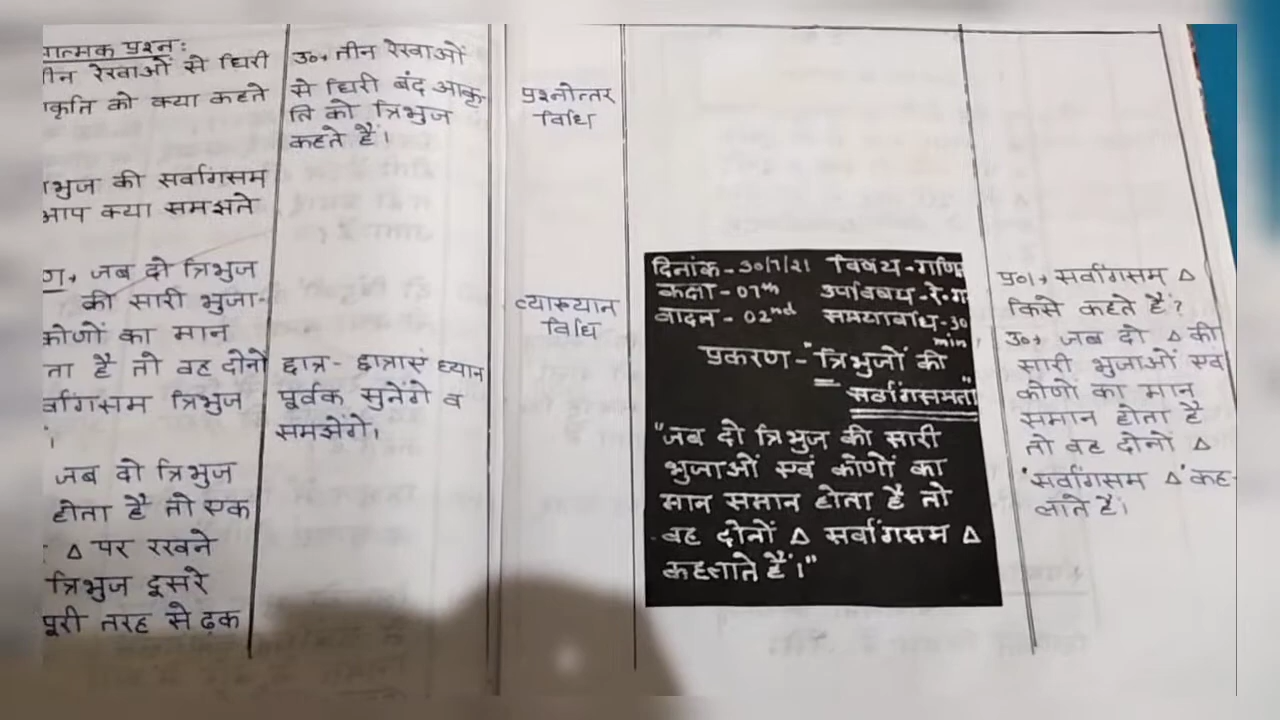 ात्मक प्रश्न:
ीन रेखाओं से घिरी
कृति को क्या कहते
भुज की सर्वांगसम
आप क्या समझते
ण, जब दो त्रिभुज
की सारी भुजा-
कोणों का मान
ता है तो वह दोनो
र्वांगसम त्रिभुज
।
जब दो त्रिभुज
होता है तो एक
Δ पर रखने
त्रिभुज दूसरे
पूरी तरह से ढ़क
उ०, तीन रेखाओं
से घिरी बंद आकृ-
ति को त्रिभुज
कहते हैं।
छात्र- छात्राएं ध्यान
पूर्वक सुनेंगे व
समझेंगे।
प्रश्नोत्तर
विधि
व्याख्यान
विधि
दिनांक - 30/7/21 विषय - गणि
कक्षा - 07th उपविषय - रे.ग
वादन - 02nd समयावधि - 30
min
प्रकरण - "त्रिभुजों की
सर्वांगसमता"
"जब दो त्रिभुज की सारी
भुजाओं एवं कोणों का
मान समान होता है तो
वह दोनों Δ सर्वांगसम Δ
कहलाते हैं।"
प्र०1, सर्वांगसम Δ
किसे कहते हैं?
उ०, जब दो Δ की
सारी भुजाओं एवं
कोणों का मान
समान होता है
तो वह दोनों Δ
'सर्वांगसम Δ' कह-
लाते हैं।